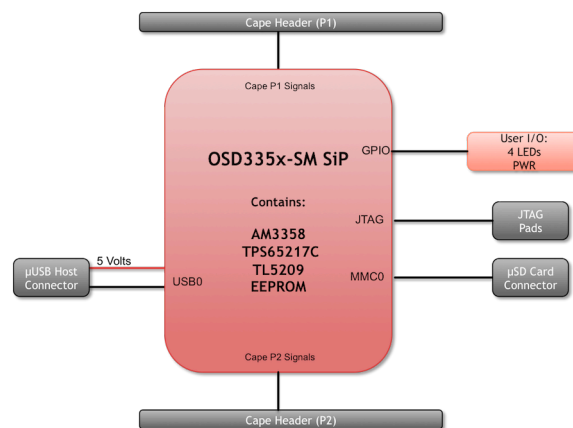 Cape Header (P1)
Cape P1 Signals
OSD335x-SM SiP
Contains:
AM3358
TPS65217C
TL5209
EEPROM
GPIO
User I/O:
4 LEDs
PWR
JTAG
JTAG
Pads
MMC0
µSD Card
Connector
5 Volts
µUSB Host
Connector
USB0
Cape P2 Signals
Cape Header (P2)